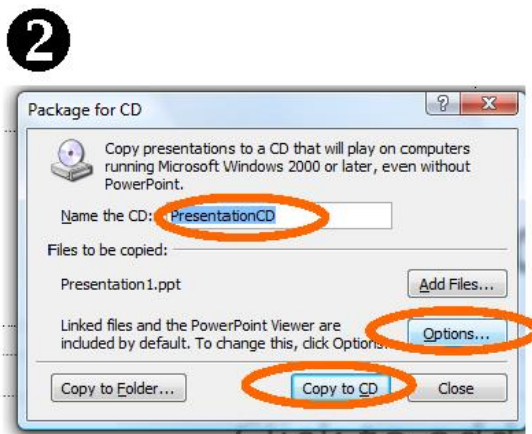 2
Package for CD
Copy presentations to a CD that will play on computers
running Microsoft Windows 2000 or later, even without
PowerPoint.
Name the CD: PresentationCD
Files to be copied:
Presentation1.ppt
Add Files...
Linked files and the PowerPoint Viewer are
included by default. To change this, click Options.
Options...
Copy to Folder... Copy to CD Close